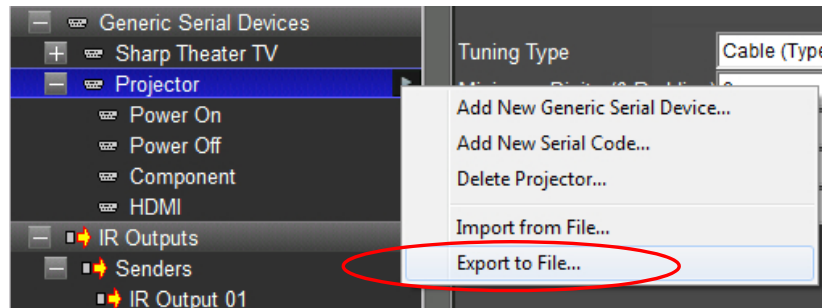 Generic Serial Devices
Sharp Theater TV
Projector
Power On
Power Off
Component
HDMI
IR Outputs
Senders
IR Output 01
Tuning Type
Cable (Type
Add New Generic Serial Device...
Add New Serial Code...
Delete Projector...
Import from File...
Export to File...